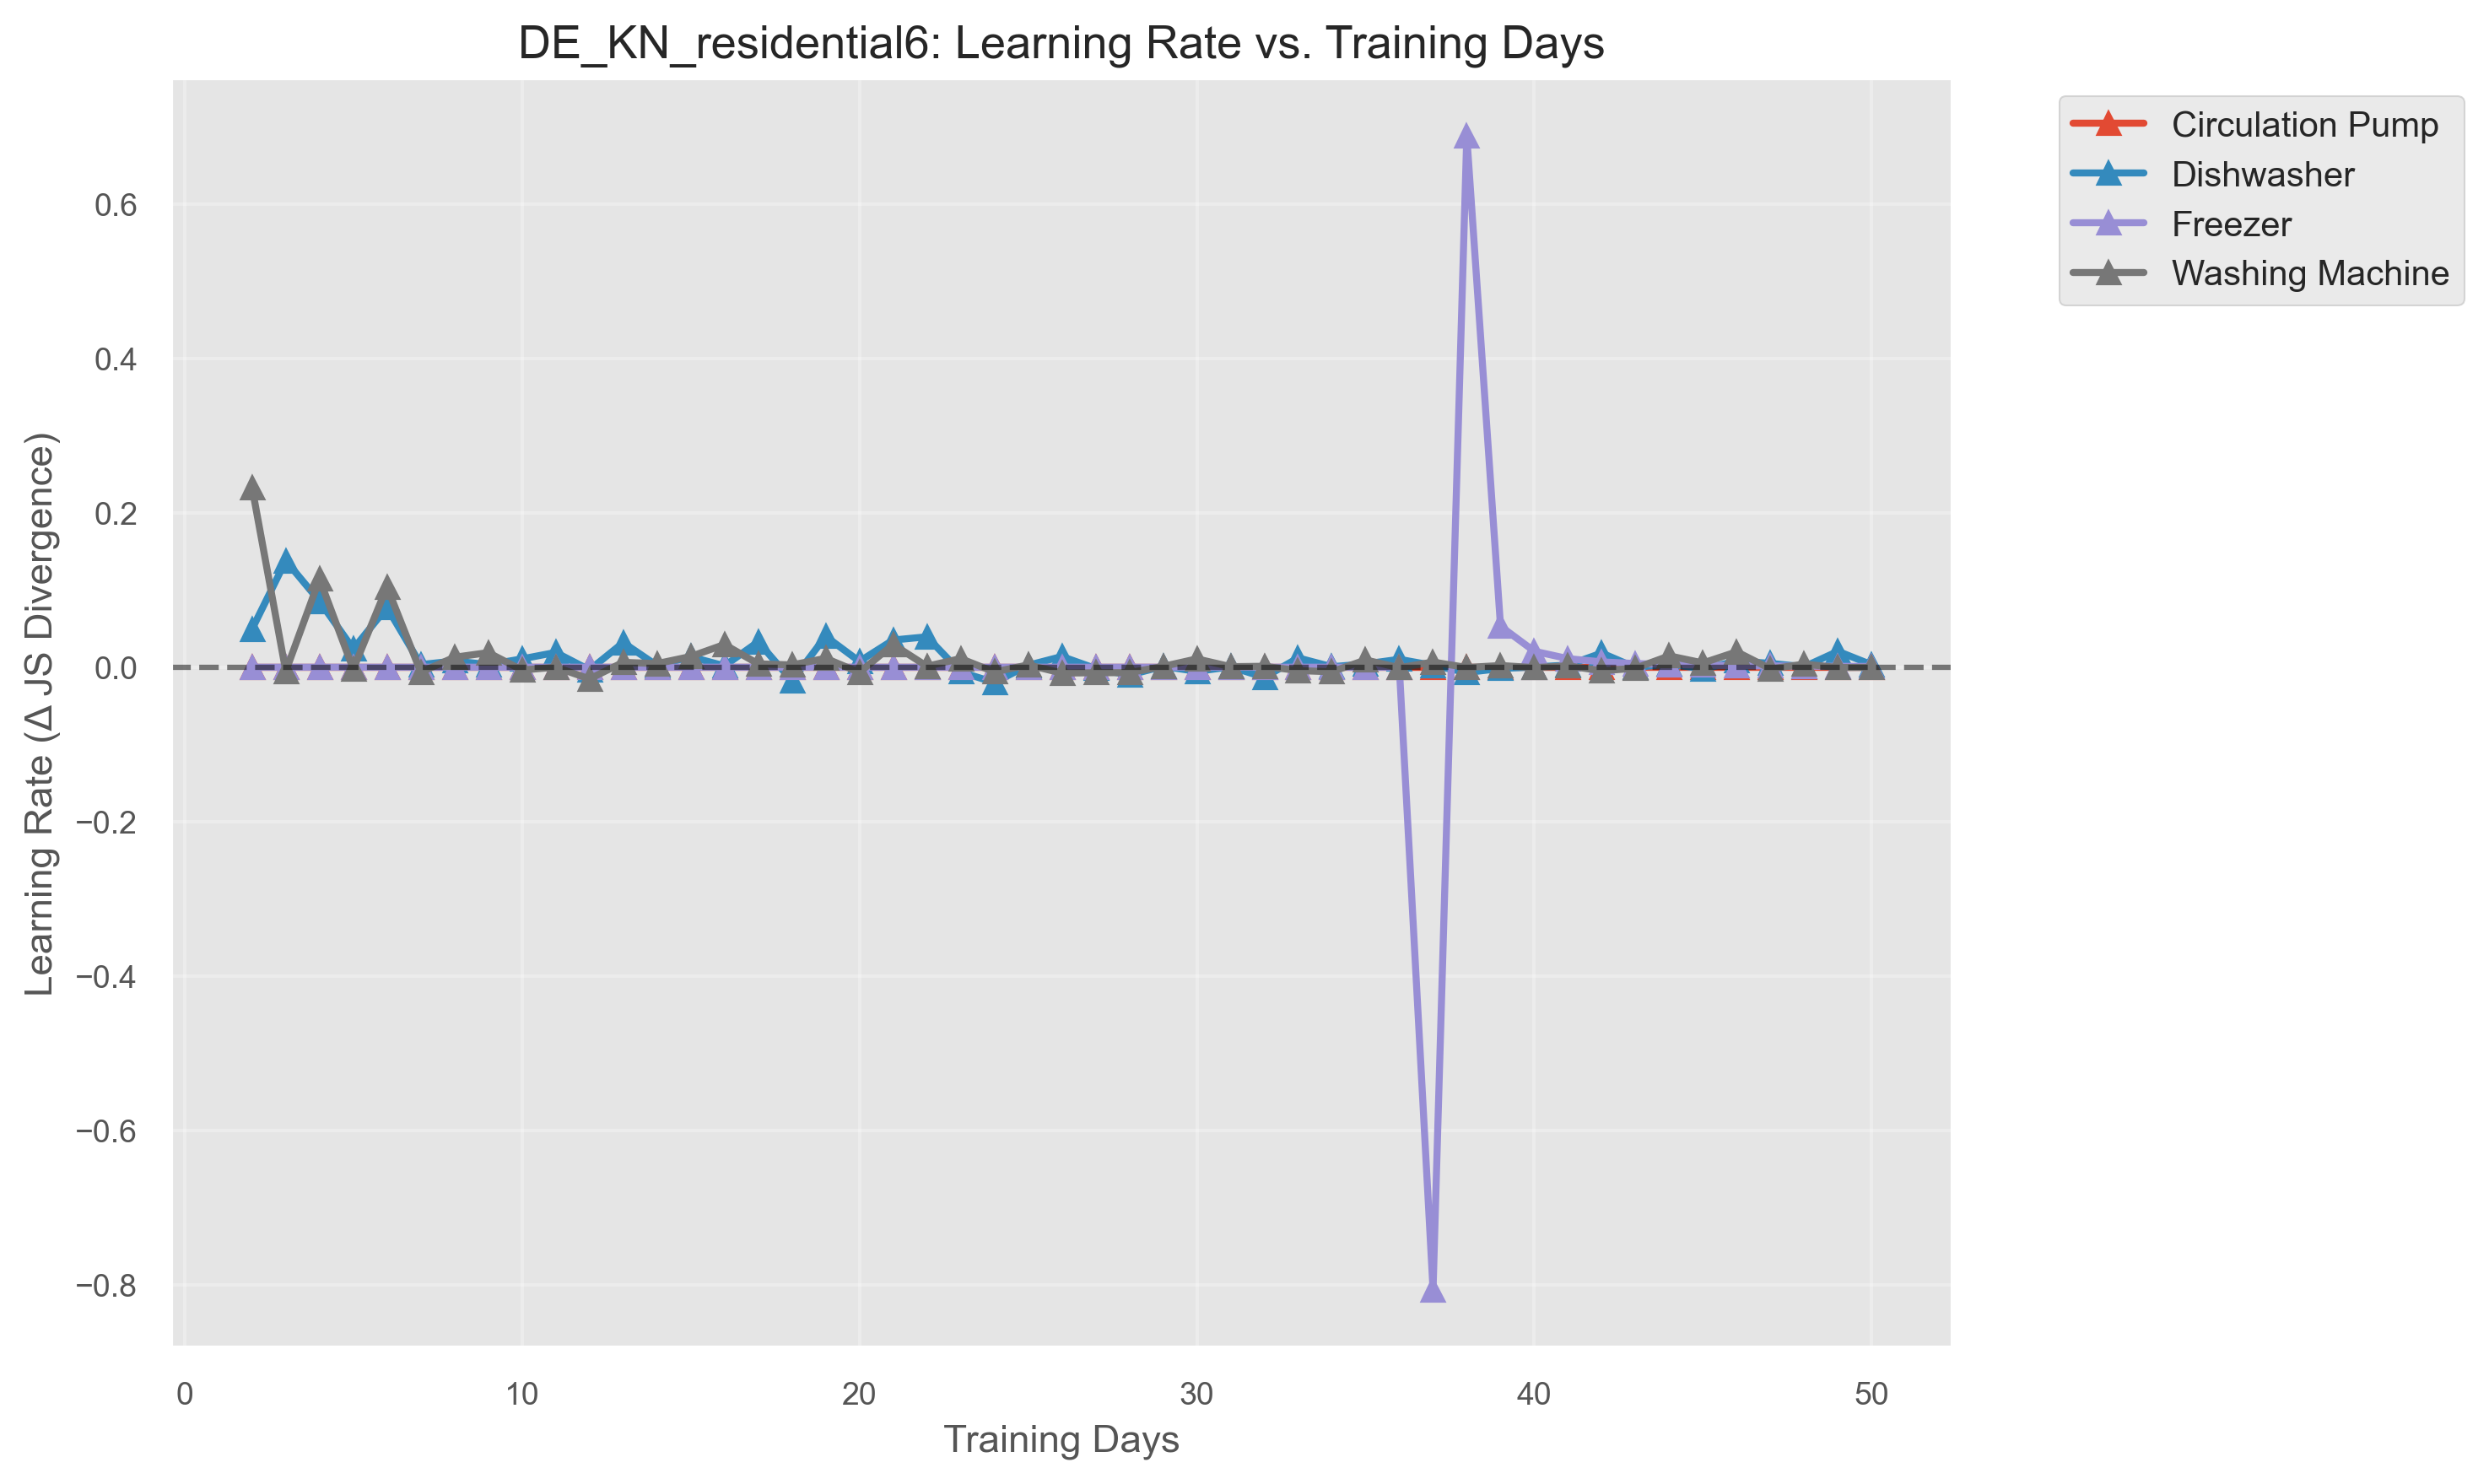 DE_KN_residential6: Learning Rate vs. Training Days
Learning Rate (Δ JS Divergence)
0.6
0.4
0.2
0.0
−0.2
−0.4
−0.6
−0.8
0
10
20
30
40
50
Training Days
Circulation Pump
Dishwasher
Freezer
Washing Machine